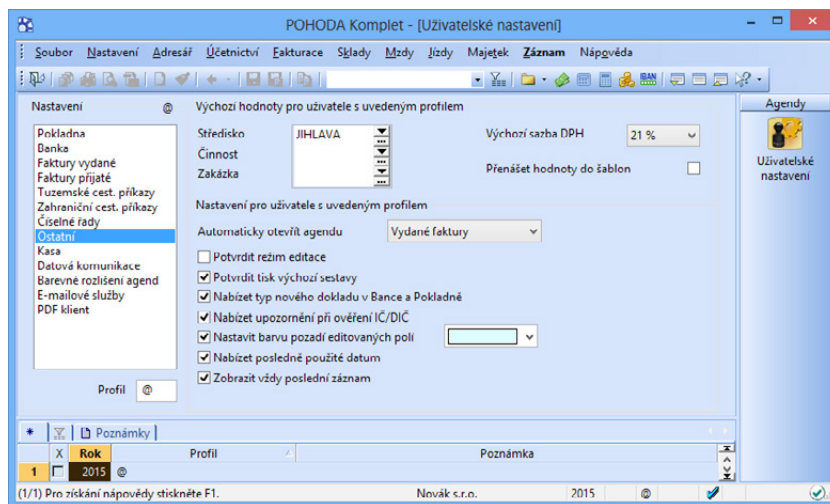 POHODA Komplet - [Uživatelské nastavení]
Soubor Nastavení Adresář Účetnictví Fakturace Sklady Mzdy Jízdy Majetek Záznam Nápověda
IBAN
Nastavení @
Pokladna
Banka
Faktury vydané
Faktury přijaté
Tuzemské cest. příkazy
Zahraniční cest. příkazy
Číselné řady
Ostatní
Kasa
Datová komunikace
Barevné rozlišení agend
E-mailové služby
PDF klient
Profil @
Výchozí hodnoty pro uživatele s uvedeným profilem
Středisko JIHLAVA
Činnost
Zakázka
Výchozí sazba DPH 21 %
Přenášet hodnoty do šablon
Nastavení pro uživatele s uvedeným profilem
Automaticky otevřít agendu Vydané faktury
Potvrdit režim editace
Potvrdit tisk výchozí sestavy
Nabízet typ nového dokladu v Bance a Pokladně
Nabízet upozornění při ověření IČ/DIČ
Nastavit barvu pozadí editovaných polí
Nabízet posledně použité datum
Zobrazit vždy poslední záznam
Agendy
Uživatelské
nastavení
* Poznámky
X Rok Profil Poznámka
1 2015 @
(1/1) Pro získání nápovědy stiskněte F1. Novák s.r.o. 2015 @